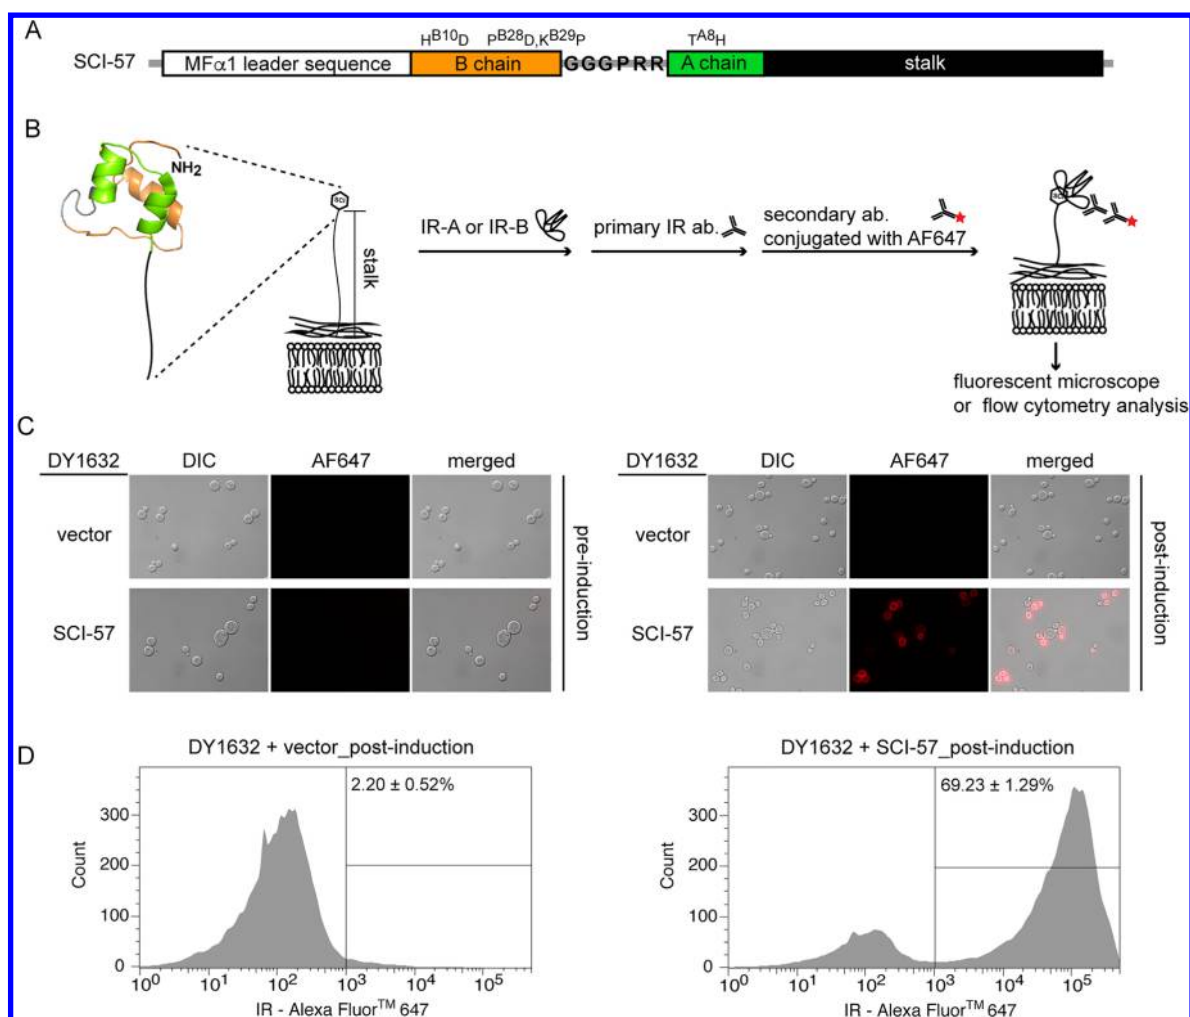 A
H^B10D P^B28D,K^B29P T^A8H
SCI-57 MFα1 leader sequence B chain GGGPRR A chain stalk
B
NH2
SCI
stalk
IR-A or IR-B
primary IR ab.
secondary ab.
conjugated with AF647
fluorescent microscope
or flow cytometry analysis
C
DY1632 DIC AF647 merged
vector
SCI-57
pre-induction
DY1632 DIC AF647 merged
vector
SCI-57
post-induction
D
DY1632 + vector_post-induction
2.20 ± 0.52%
Count
300
200
100
0
10^0 10^1 10^2 10^3 10^4 10^5
IR - Alexa Fluor™ 647
DY1632 + SCI-57_post-induction
69.23 ± 1.29%
Count
300
200
100
0
10^0 10^1 10^2 10^3 10^4 10^5
IR - Alexa Fluor™ 647